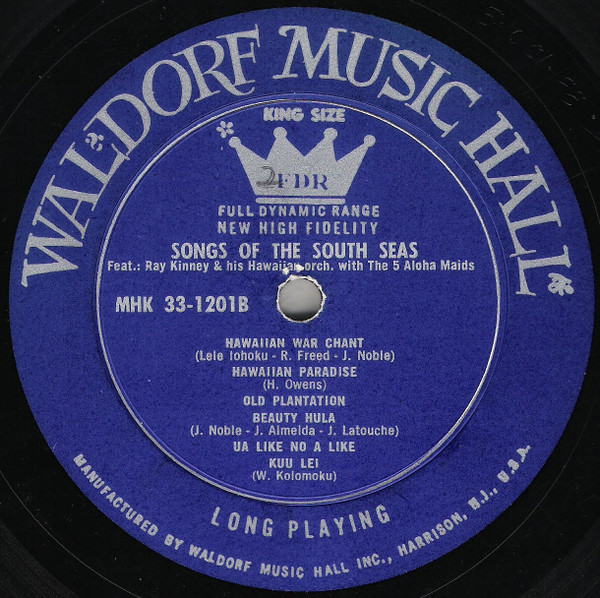 WALDORF MUSIC HALL
KING SIZE
2FDR
FULL DYNAMIC RANGE
NEW HIGH FIDELITY
SONGS OF THE SOUTH SEAS
Feat.: Ray Kinney & his Hawaiian orch. with The 5 Aloha Maids
MHK 33-1201B
HAWAIIAN WAR CHANT
(Lele Iohoku - R. Freed - J. Noble)
HAWAIIAN PARADISE
(H. Owens)
OLD PLANTATION
BEAUTY HULA
(J. Noble - J. Almeida - J. Latouche)
UA LIKE NO A LIKE
KUU LEI
(W. Kolomoku)
LONG PLAYING
MANUFACTURED BY WALDORF MUSIC HALL INC., HARRISON, N.J., U.S.A.